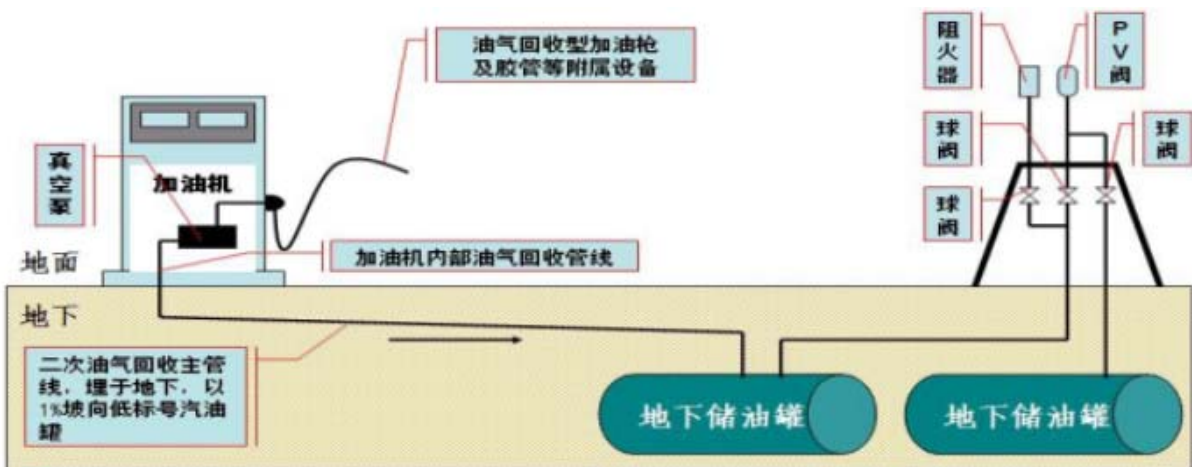 油气回收型加油枪
及胶管等附属设备
阻火器
PV阀
真空泵
加油机
球阀
球阀
球阀
加油机内部油气回收管线
地面
地下
二次油气回收主管
线，埋于地下，以
1%坡向低标号汽油
罐
地下储油罐
地下储油罐